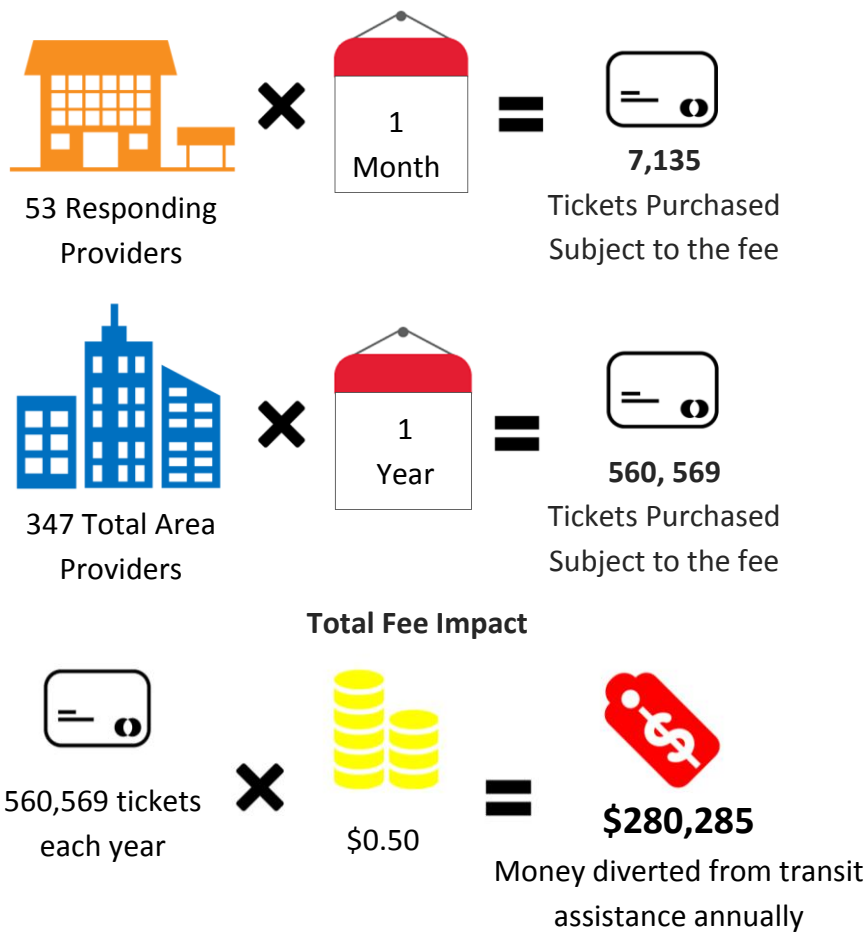 1
Month
53 Responding
Providers
7,135
Tickets Purchased
Subject to the fee
1
Year
347 Total Area
Providers
560, 569
Tickets Purchased
Subject to the fee
Total Fee Impact
560,569 tickets
each year
$0.50
$
$280,285
Money diverted from transit
assistance annually